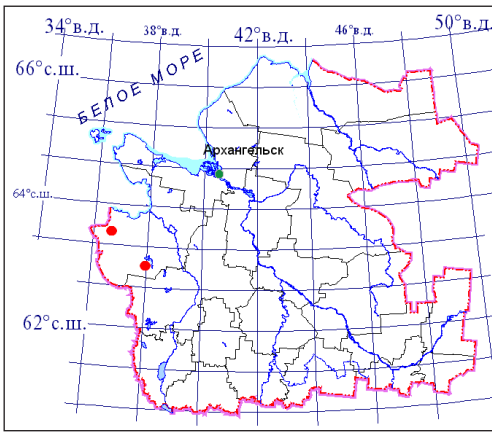 34°в.д.
38°в.д.
42°в.д.
46°в.д.
50°в.д.
66°с.ш.
БЕЛОЕ МОРЕ
Архангельск
64°с.ш.
62°с.ш.